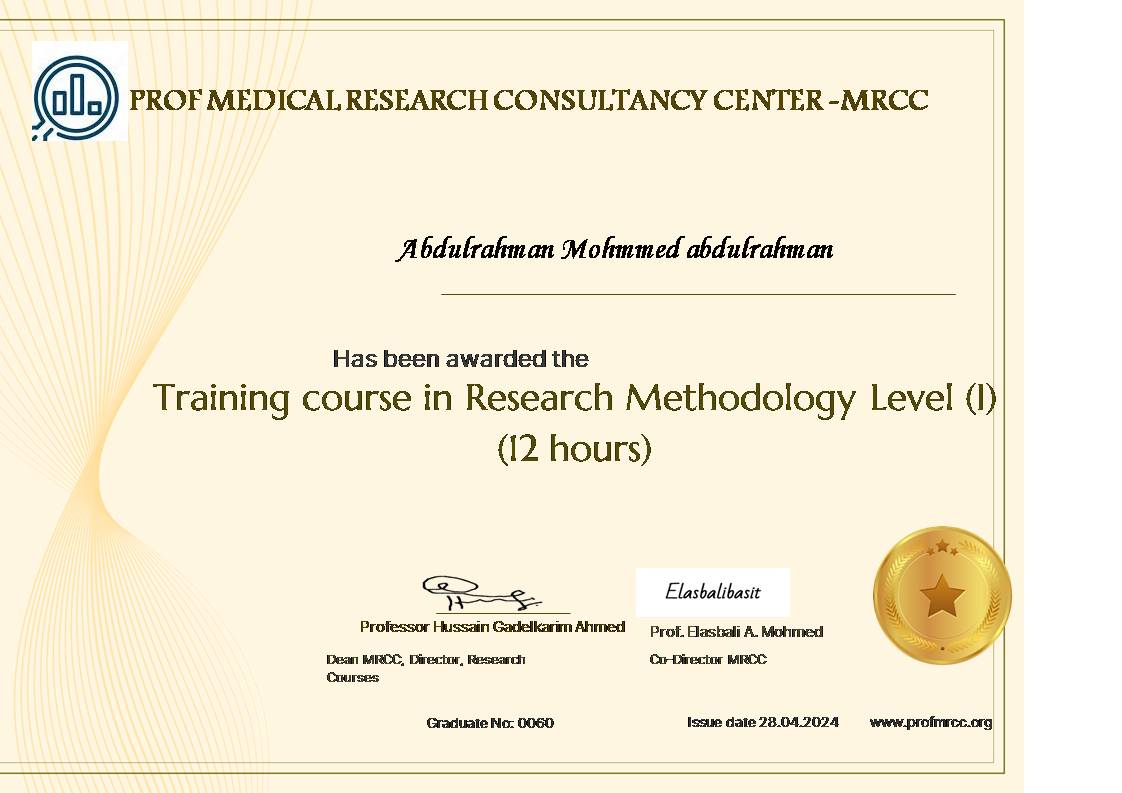 PROF MEDICAL RESEARCH CONSULTANCY CENTER -MRCC
Abdulrahman Mohmmed abdulrahman
Has been awarded the
Training course in Research Methodology Level (I)
(12 hours)
Elasbalibasit
Professor Hussain Gadelkarim Ahmed
Prof. Elasbali A. Mohmed
Dean MRCC, Director, Research
Courses
Co-Director MRCC
Graduate No: 0060
Issue date 28.04.2024
www.profmrcc.org